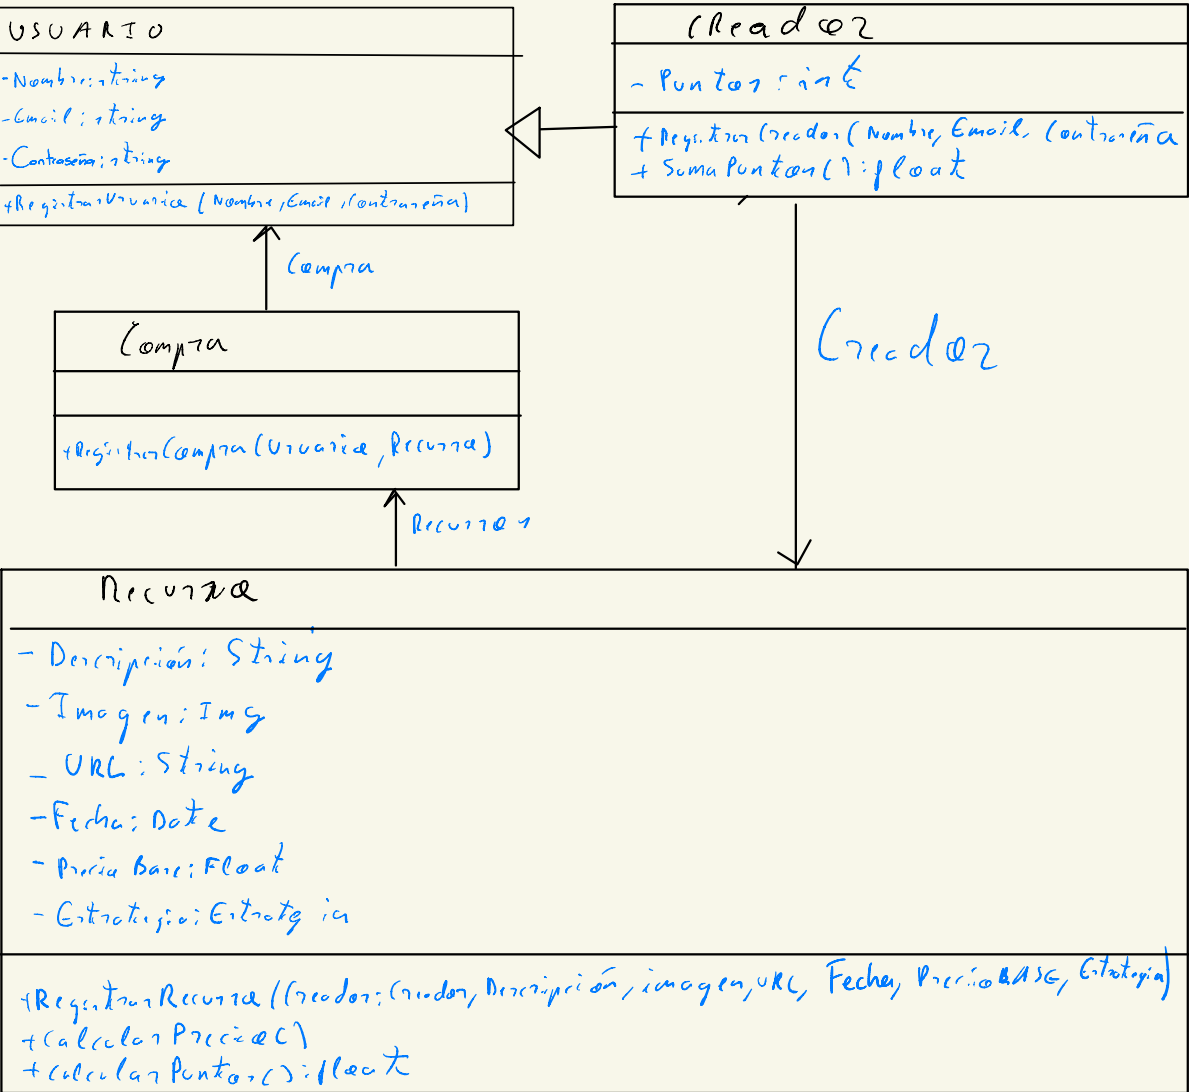 USUARIO
-Nombre:string
-Email:string
-Contraseña:string
+RegistrarUsuario (Nombre,Email,Contraseña)
CReador
- Puntos:int
+RegistrarCreador(Nombre,Email,Contraseña
+ SumaPuntos():float
Compra
Compra
+RegistrarCompra(Usuario,Recurso)
Creador
Recursos
Recurso
- Descripción: String
- Imagen: Img
- URL: String
-Fecha: Date
- Precio Base: Float
- Estrategia: Estrategia
+RegistrarRecurso(Creador:Creador, Descripción, imagen, URL, Fecha, PrecioBASE, Estrategia)
+CalcularPrecio()
+CalcularPuntos():float